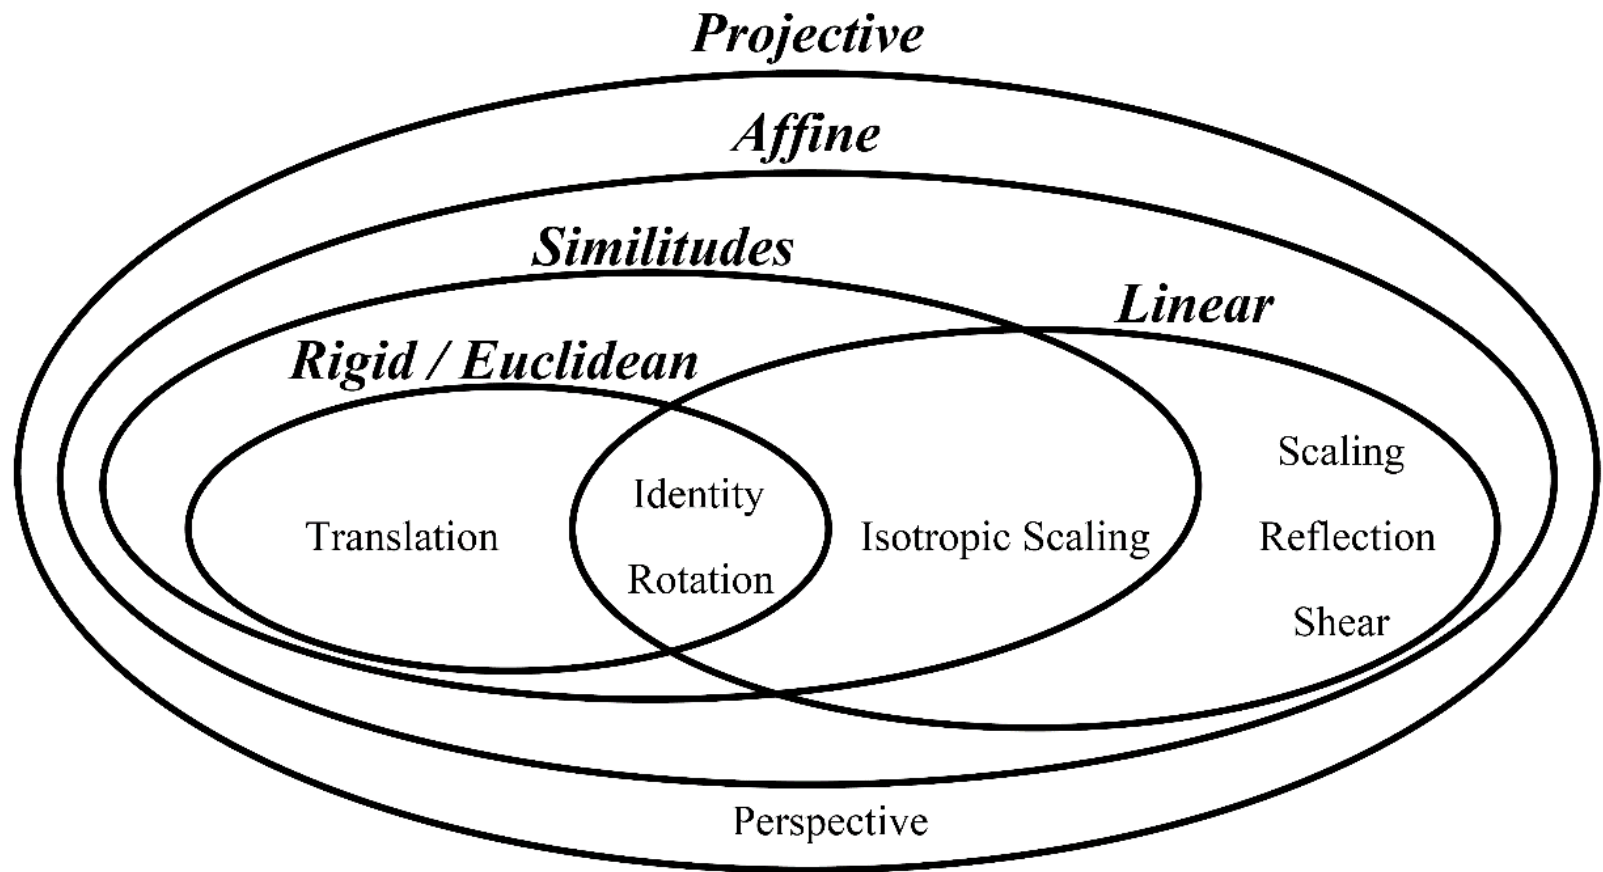 Projective
Affine
Similitudes
Linear
Rigid / Euclidean
Scaling
Identity
Translation
Isotropic Scaling
Reflection
Rotation
Shear
Perspective